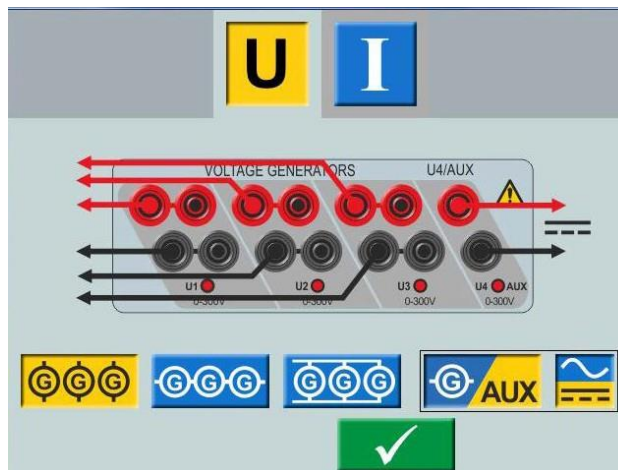 U I
VOLTAGE GENERATORS U4/AUX
U1 U2 U3 U4 AUX
0-300V 0-300V 0-300V 0-300V
G G G G G G G G G G AUX